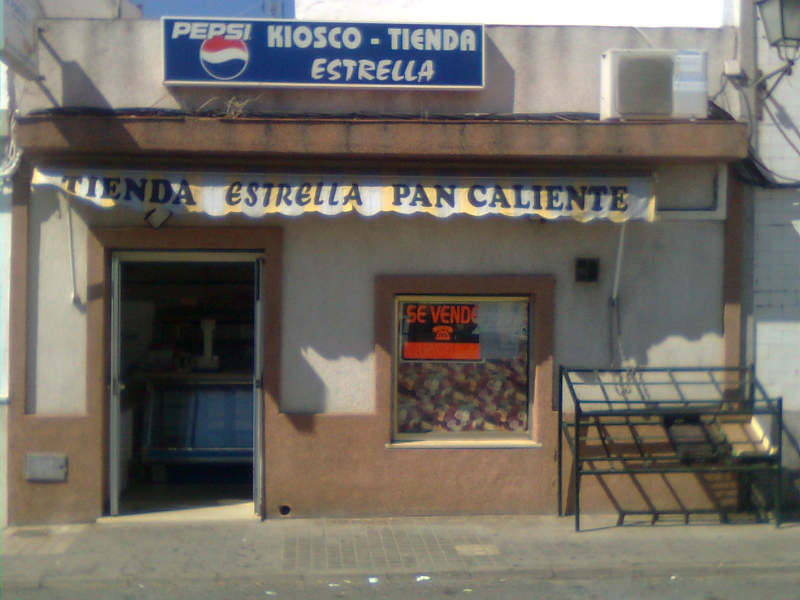 PEPSI KIOSCO - TIENDA
ESTRELLA
TIENDA ESTRELLA PAN CALIENTE
SE VENDE